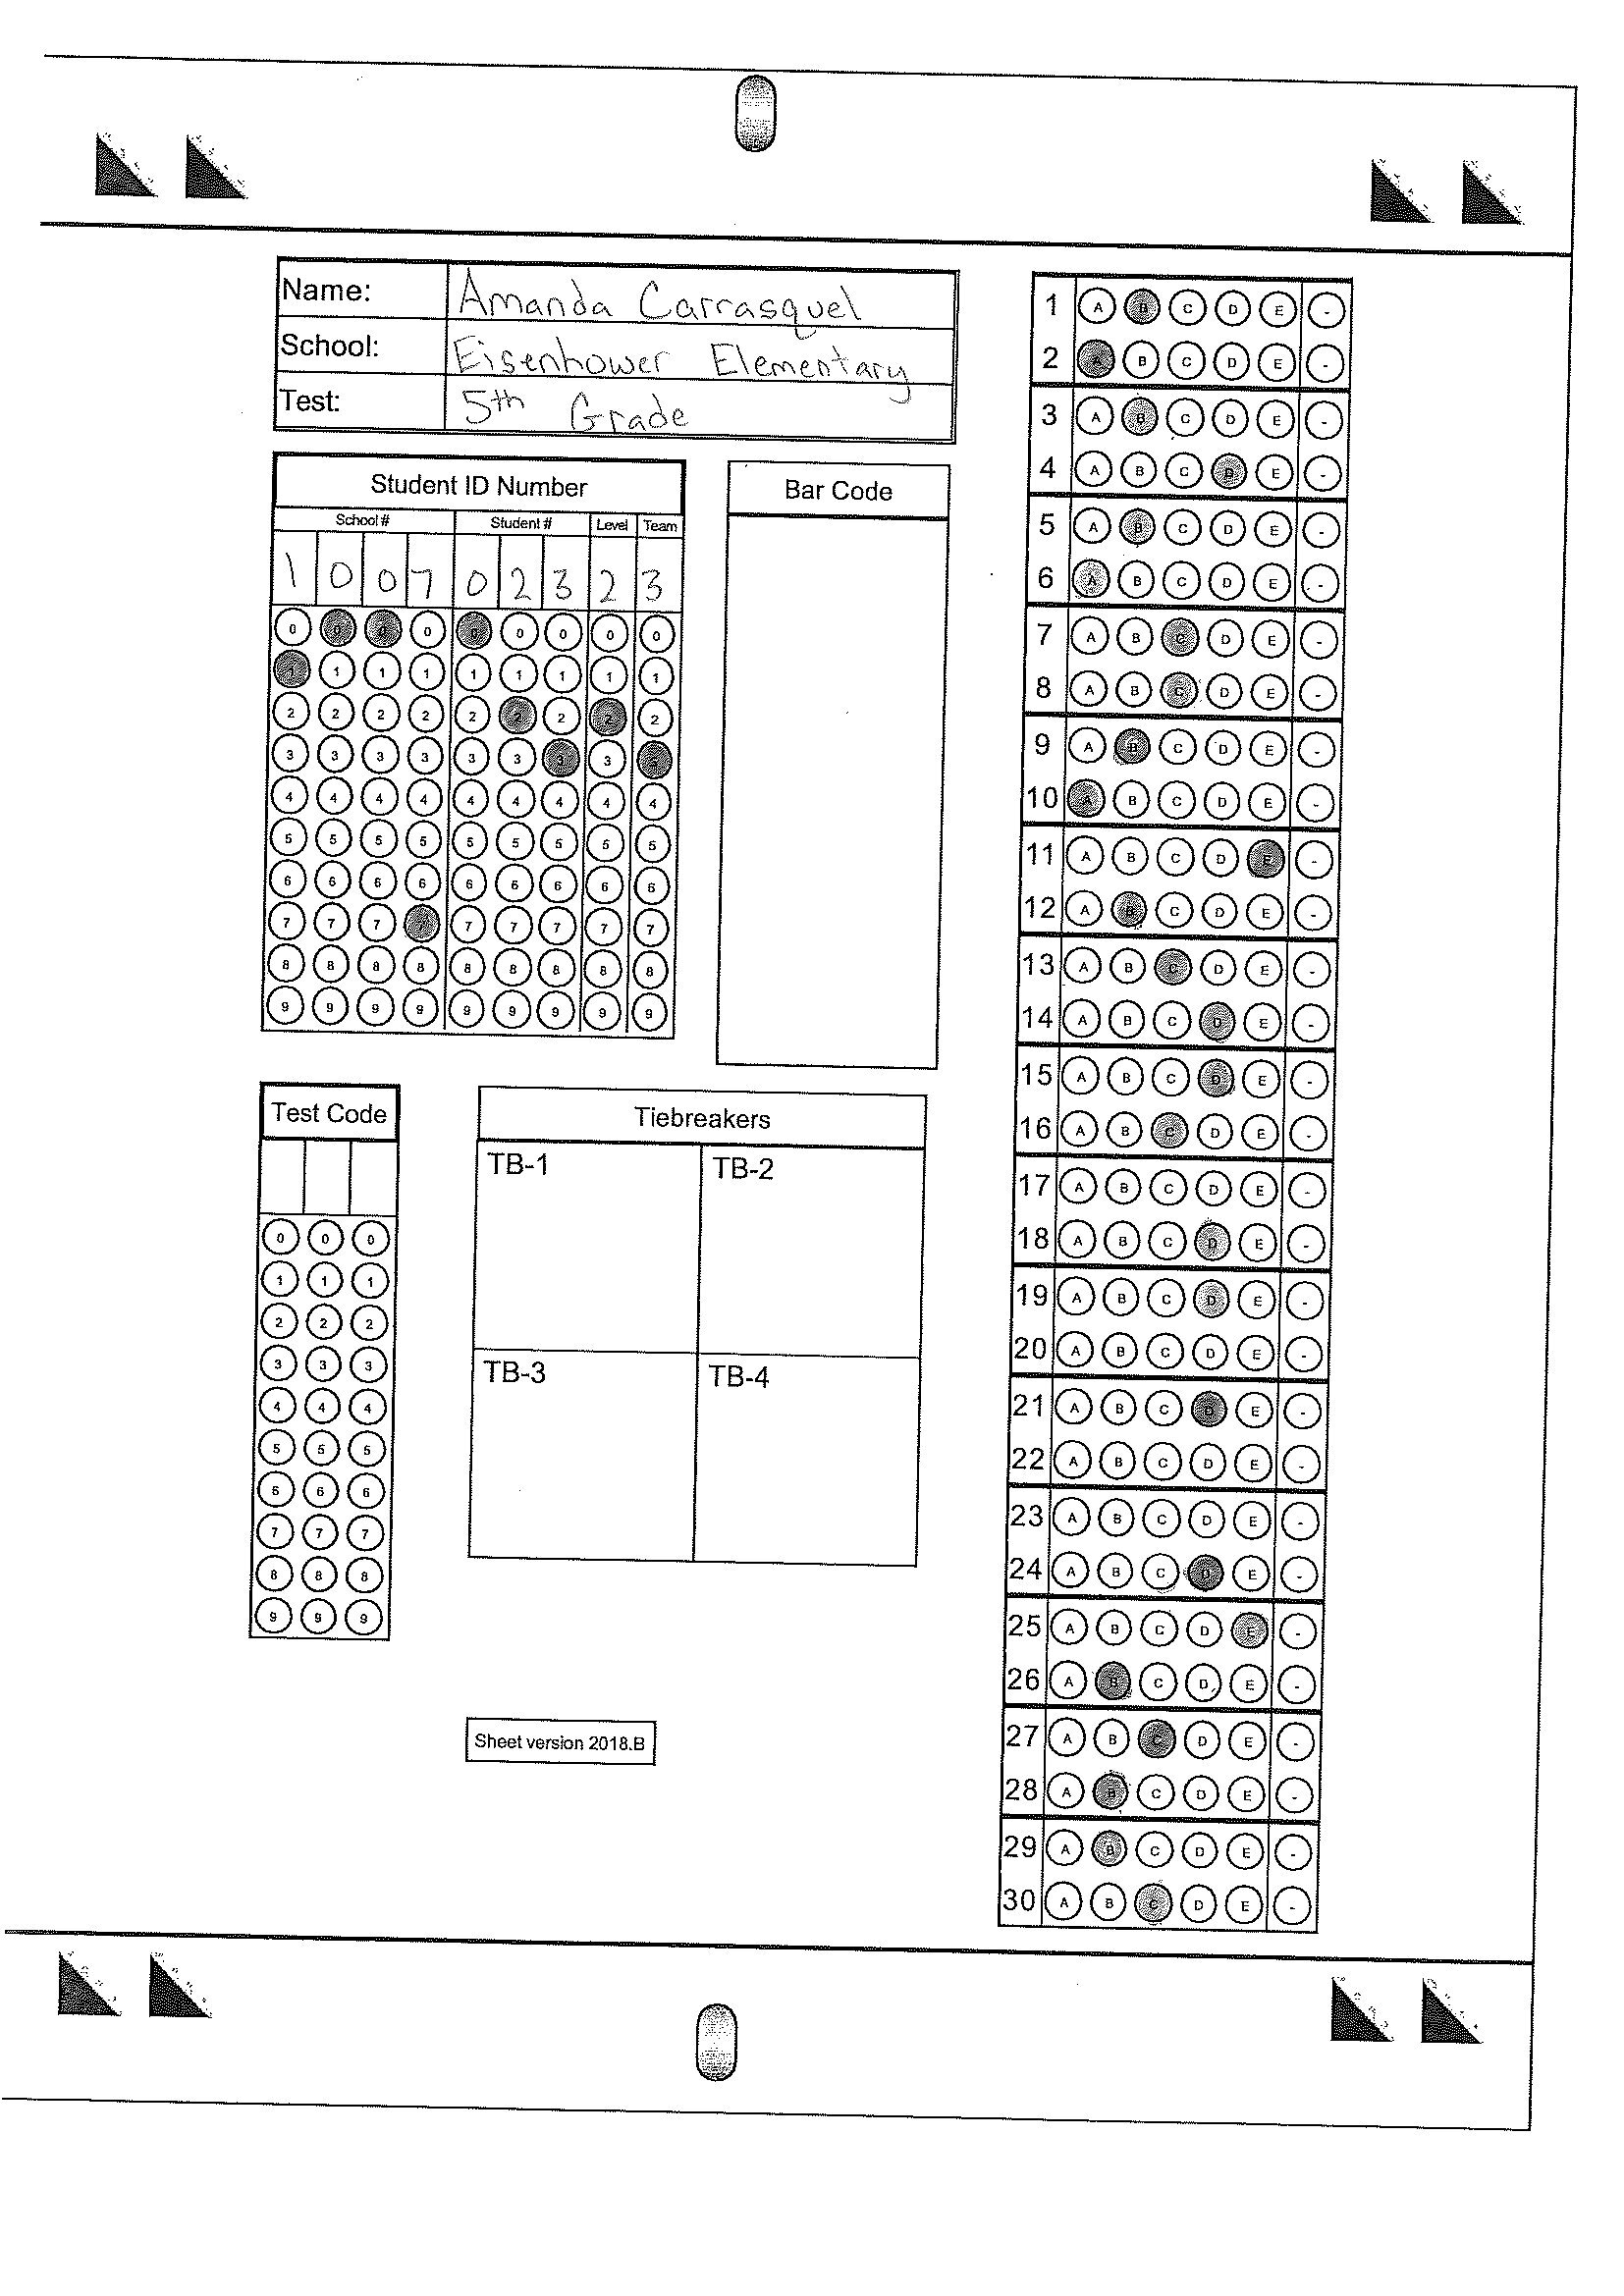 Name: Amanda Carrasquel
School: Eisenhower Elementary
Test: 5th Grade
Student ID Number
School # Student # Level Team
1 0 0 7 0 2 3 2 3
0 0 0 0 0 0 0 0 0
1 1 1 1 1 1 1 1 1
2 2 2 2 2 2 2 2 2
3 3 3 3 3 3 3 3 3
4 4 4 4 4 4 4 4 4
5 5 5 5 5 5 5 5 5
6 6 6 6 6 6 6 6 6
7 7 7 7 7 7 7 7 7
8 8 8 8 8 8 8 8 8
9 9 9 9 9 9 9 9 9
Bar Code
Test Code
0 0 0
1 1 1
2 2 2
3 3 3
4 4 4
5 5 5
6 6 6
7 7 7
8 8 8
9 9 9
Tiebreakers
TB-1 TB-2
TB-3 TB-4
Sheet version 2018.B
1 A B C D E -
2 A B C D E -
3 A B C D E -
4 A B C D E -
5 A B C D E -
6 A B C D E -
7 A B C D E -
8 A B C D E -
9 A B C D E -
10 A B C D E -
11 A B C D E -
12 A B C D E -
13 A B C D E -
14 A B C D E -
15 A B C D E -
16 A B C D E -
17 A B C D E -
18 A B C D E -
19 A B C D E -
20 A B C D E -
21 A B C D E -
22 A B C D E -
23 A B C D E -
24 A B C D E -
25 A B C D E -
26 A B C D E -
27 A B C D E -
28 A B C D E -
29 A B C D E -
30 A B C D E -